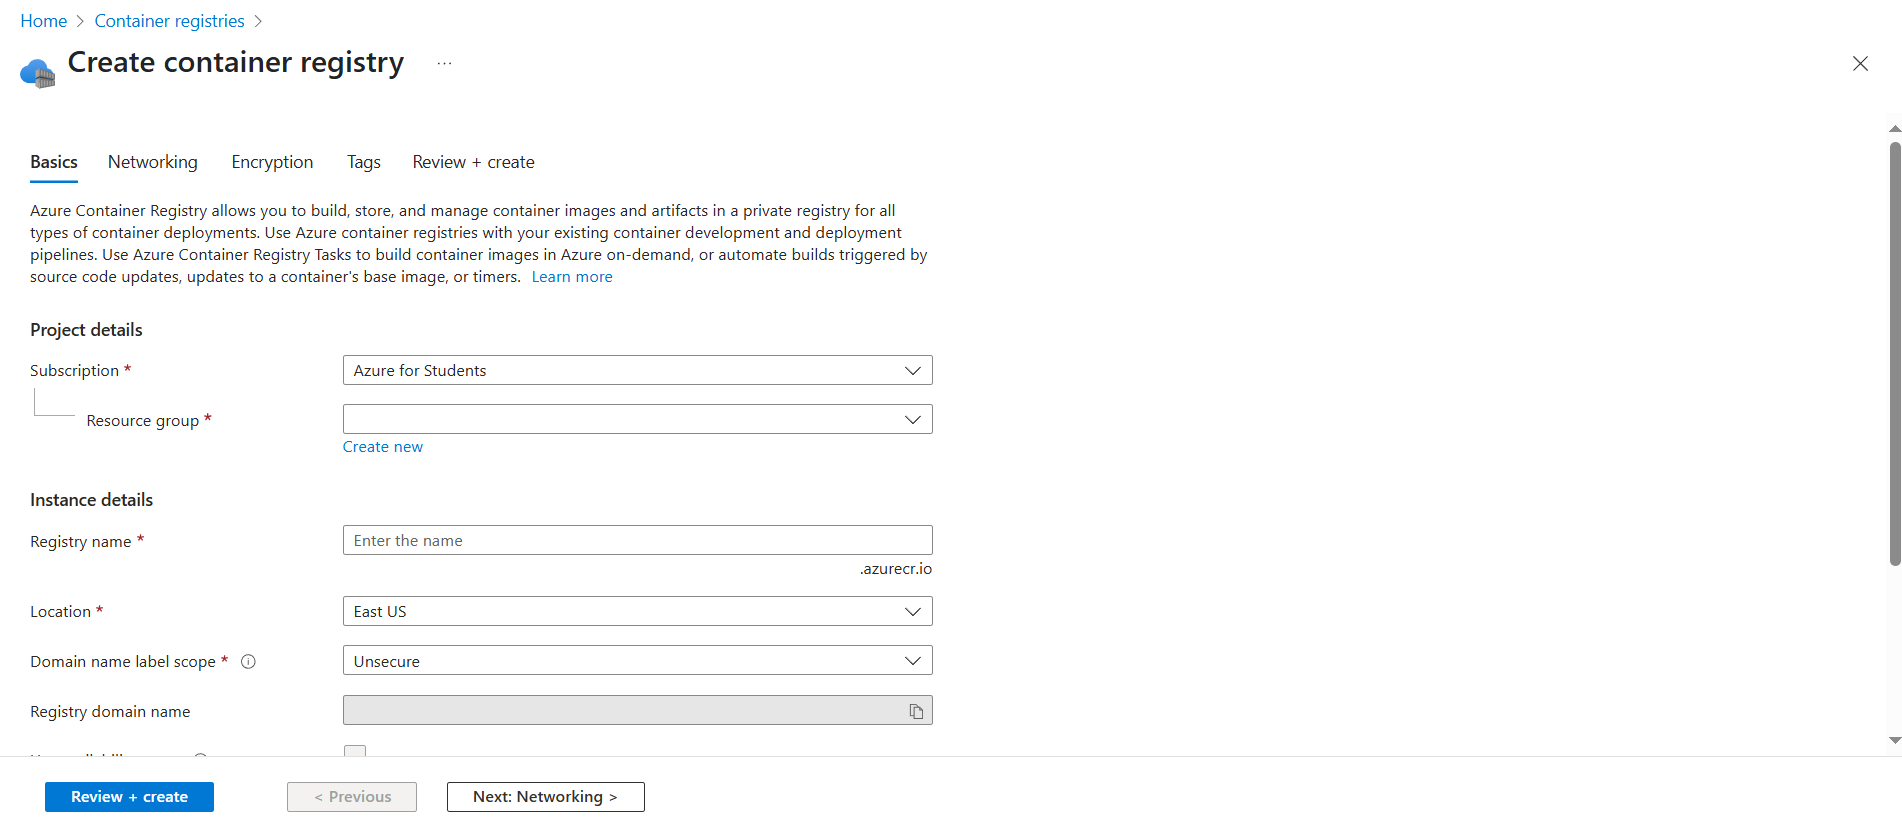 Home > Container registries >
Create container registry ...
Basics Networking Encryption Tags Review + create
Azure Container Registry allows you to build, store, and manage container images and artifacts in a private registry for all
types of container deployments. Use Azure container registries with your existing container development and deployment
pipelines. Use Azure Container Registry Tasks to build container images in Azure on-demand, or automate builds triggered by
source code updates, updates to a container's base image, or timers. Learn more
Project details
Subscription * Azure for Students
Resource group *
Create new
Instance details
Registry name * Enter the name
.azurecr.io
Location * East US
Domain name label scope * Unsecure
Registry domain name
Review + create < Previous Next: Networking >